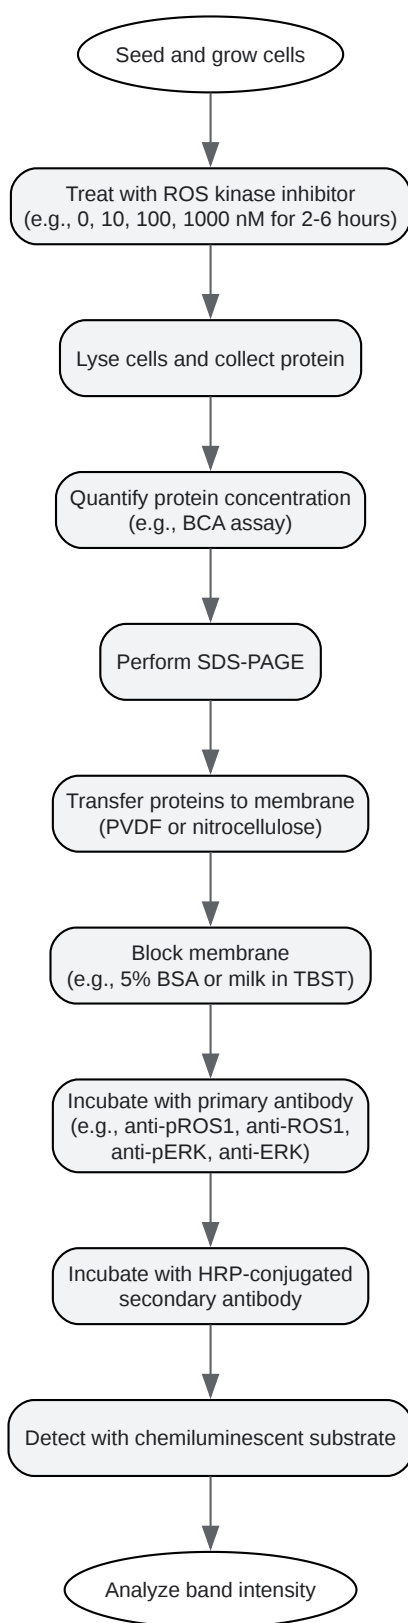 Seed and grow cells
Treat with ROS kinase inhibitor
(e.g., 0, 10, 100, 1000 nM for 2-6 hours)
Lyse cells and collect protein
Quantify protein concentration
(e.g., BCA assay)
Perform SDS-PAGE
Transfer proteins to membrane
(PVDF or nitrocellulose)
Block membrane
(e.g., 5% BSA or milk in TBST)
Incubate with primary antibody
(e.g., anti-pROS1, anti-ROS1,
anti-pERK, anti-ERK)
Incubate with HRP-conjugated
secondary antibody
Detect with chemiluminescent substrate
Analyze band intensity